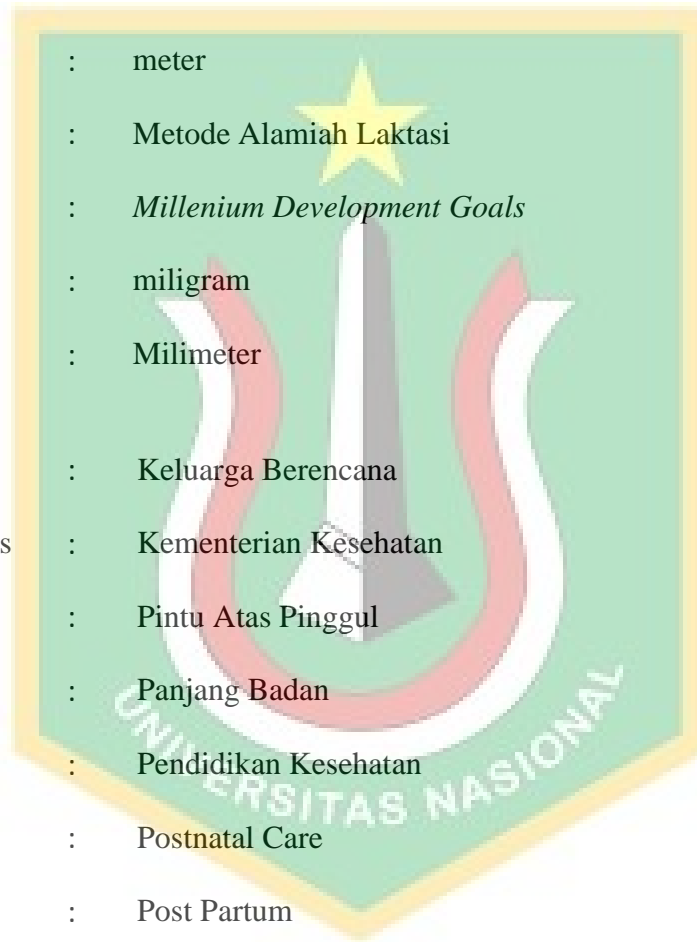 : meter
: Metode Alamiah Laktasi
: Millenium Development Goals
: miligram
: Milimeter
: Keluarga Berencana
s : Kementerian Kesehatan
: Pintu Atas Pinggul
: Panjang Badan
: Pendidikan Kesehatan
: Postnatal Care
: Post Partum
UNIVERSITAS NASIONAL